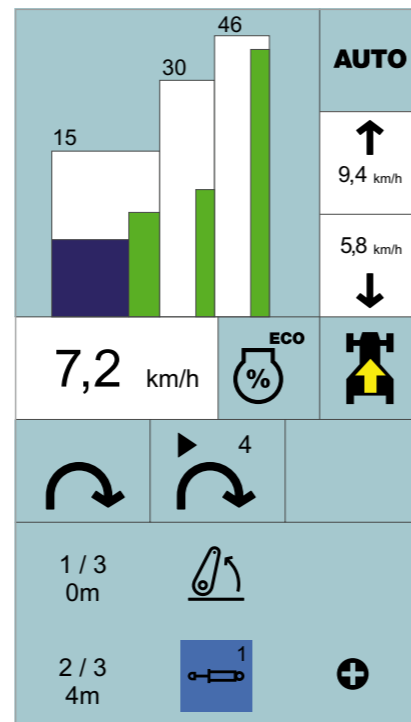 46
AUTO
30
15
9,4 km/h
5,8 km/h
7,2 km/h
ECO
%
4
1 / 3
0m
1
2 / 3
4m